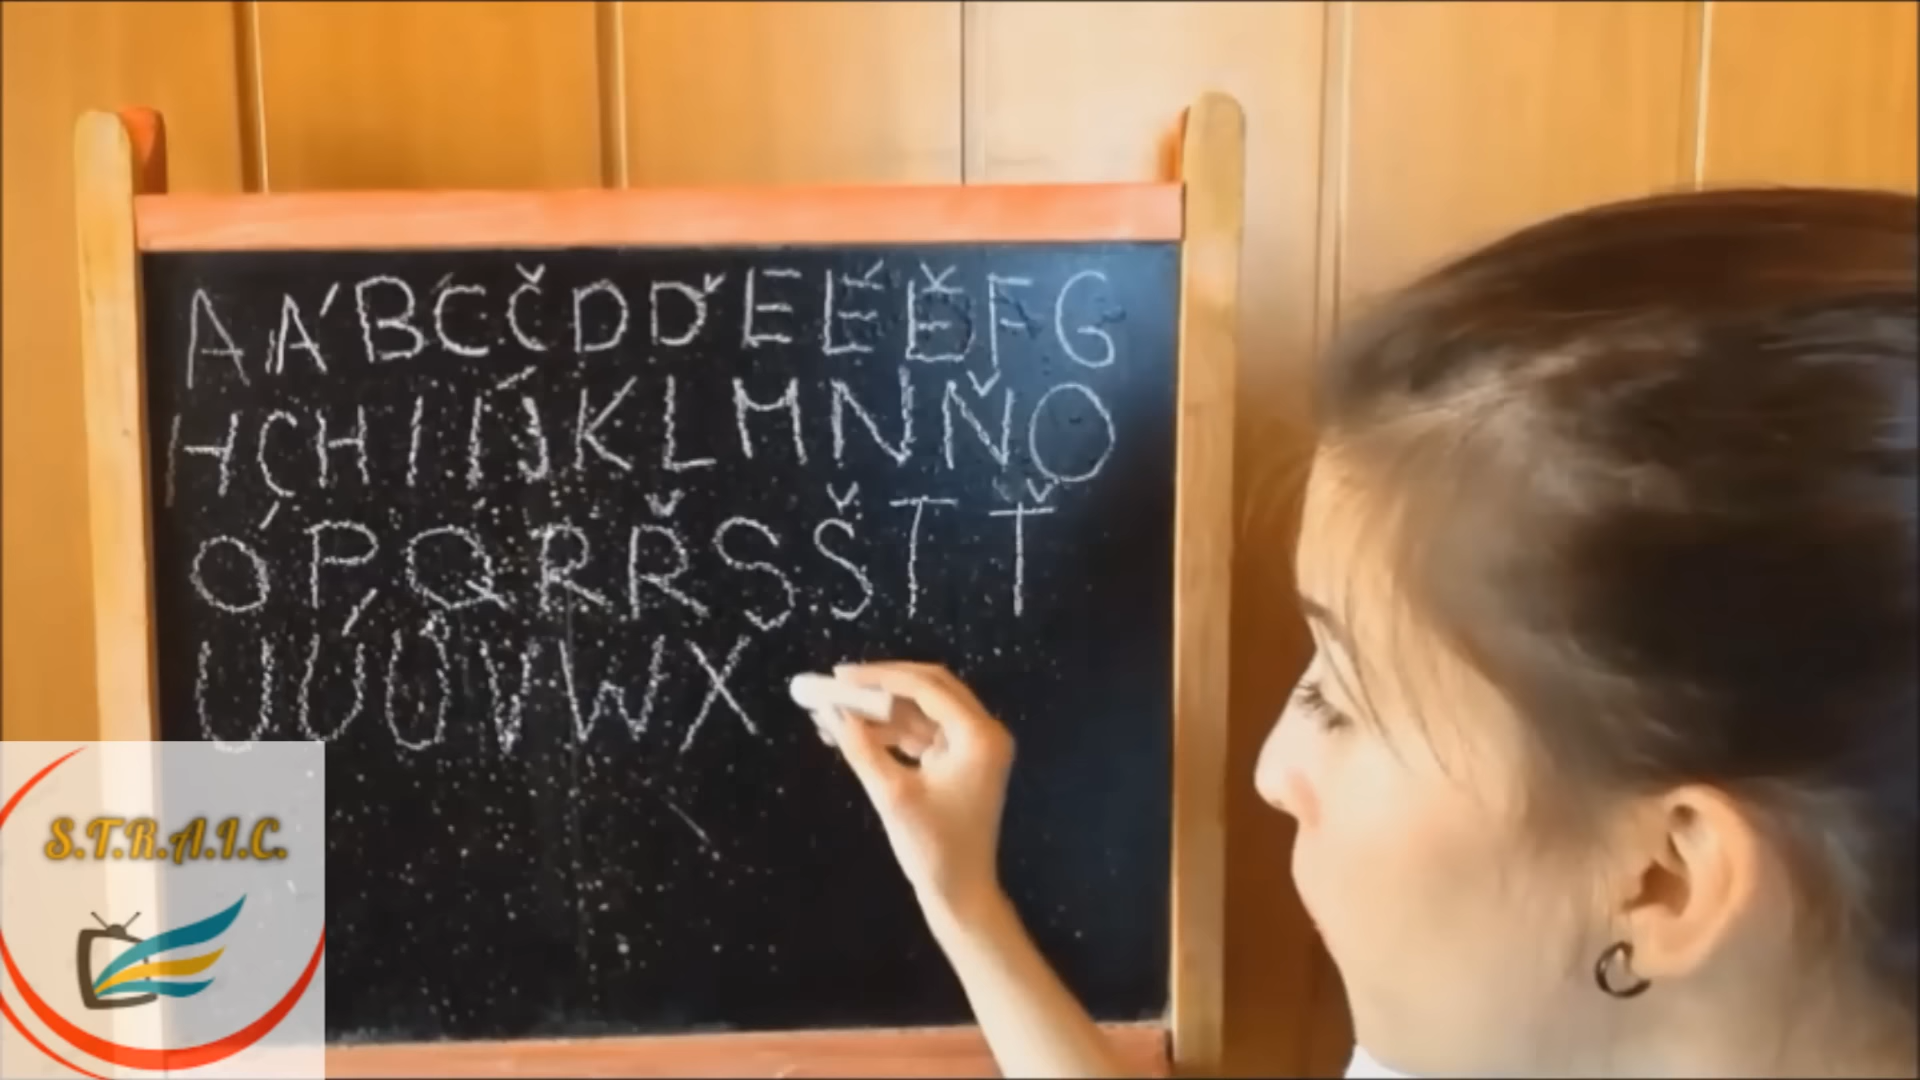 A Á B C Č D Ď E É Ě F G
H CH I Í J K L M N Ň O
Ó P Q R Ř S Š T Ť
U Ú Ů V W X
S.T.R.A.I.C.